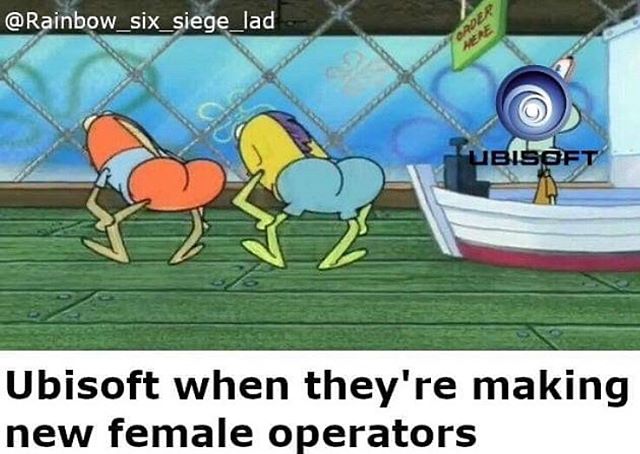 @Rainbow_six_siege_lad
ORDER
HERE
UBISOFT
Ubisoft when they're making
new female operators